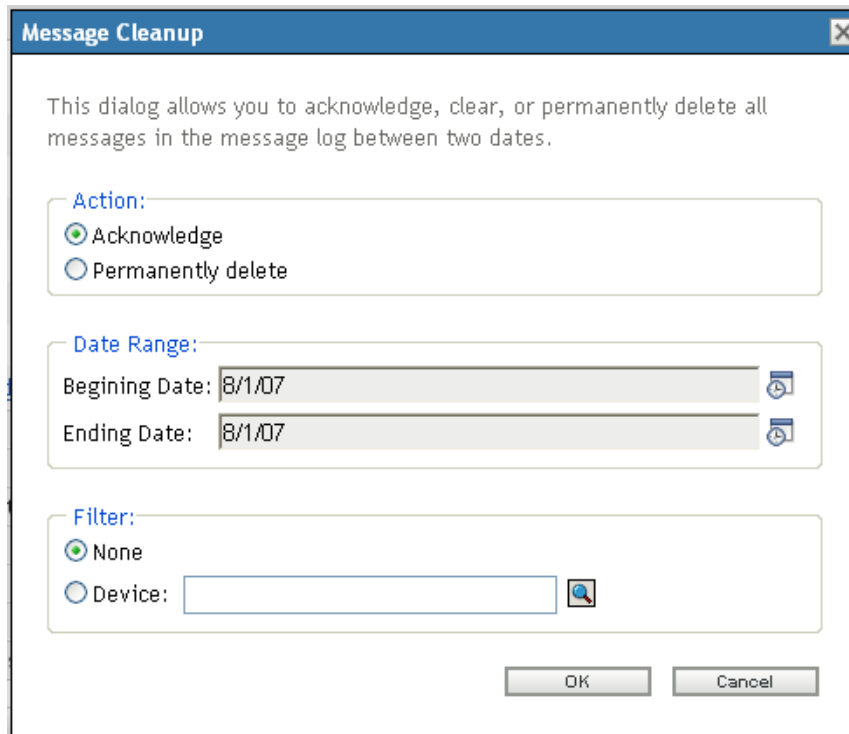 Message Cleanup
This dialog allows you to acknowledge, clear, or permanently delete all
messages in the message log between two dates.
Action:
Acknowledge
Permanently delete
Date Range:
Begining Date: 8/1/07
Ending Date: 8/1/07
Filter:
None
Device:
OK Cancel